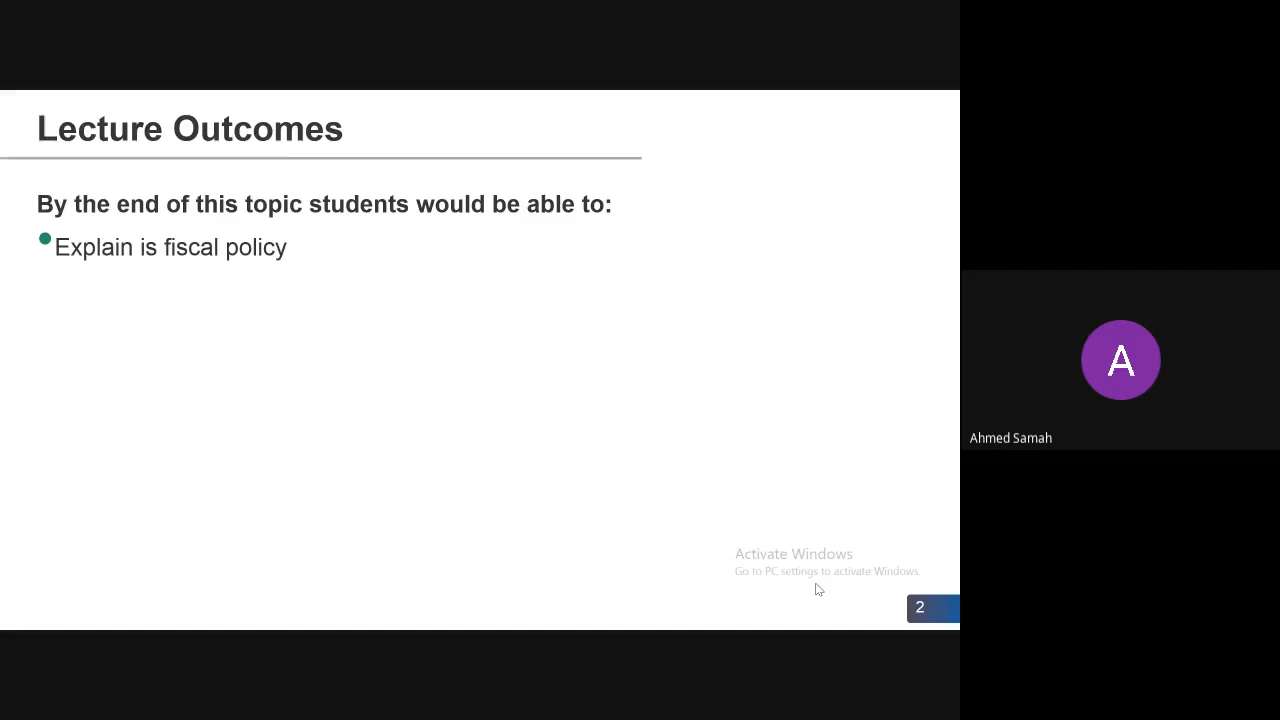 Lecture Outcomes
By the end of this topic students would be able to:
Explain is fiscal policy
A
Ahmed Samah
Activate Windows
Go to PC settings to activate Windows.
2